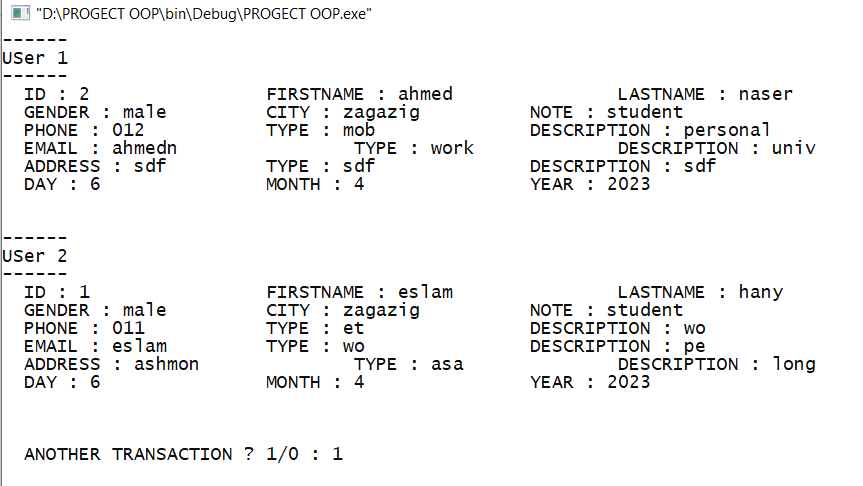 "D:\PROGECT OOP\bin\Debug\PROGECT OOP.exe"
------
USer 1
------
ID : 2 FIRSTNAME : ahmed LASTNAME : naser
GENDER : male CITY : zagazig NOTE : student
PHONE : 012 TYPE : mob DESCRIPTION : personal
EMAIL : ahmedn TYPE : work DESCRIPTION : univ
ADDRESS : sdf TYPE : sdf DESCRIPTION : sdf
DAY : 6 MONTH : 4 YEAR : 2023
------
USer 2
------
ID : 1 FIRSTNAME : eslam LASTNAME : hany
GENDER : male CITY : zagazig NOTE : student
PHONE : 011 TYPE : et DESCRIPTION : wo
EMAIL : eslam TYPE : wo DESCRIPTION : pe
ADDRESS : ashmon TYPE : asa DESCRIPTION : long
DAY : 6 MONTH : 4 YEAR : 2023
ANOTHER TRANSACTION ? 1/0 : 1